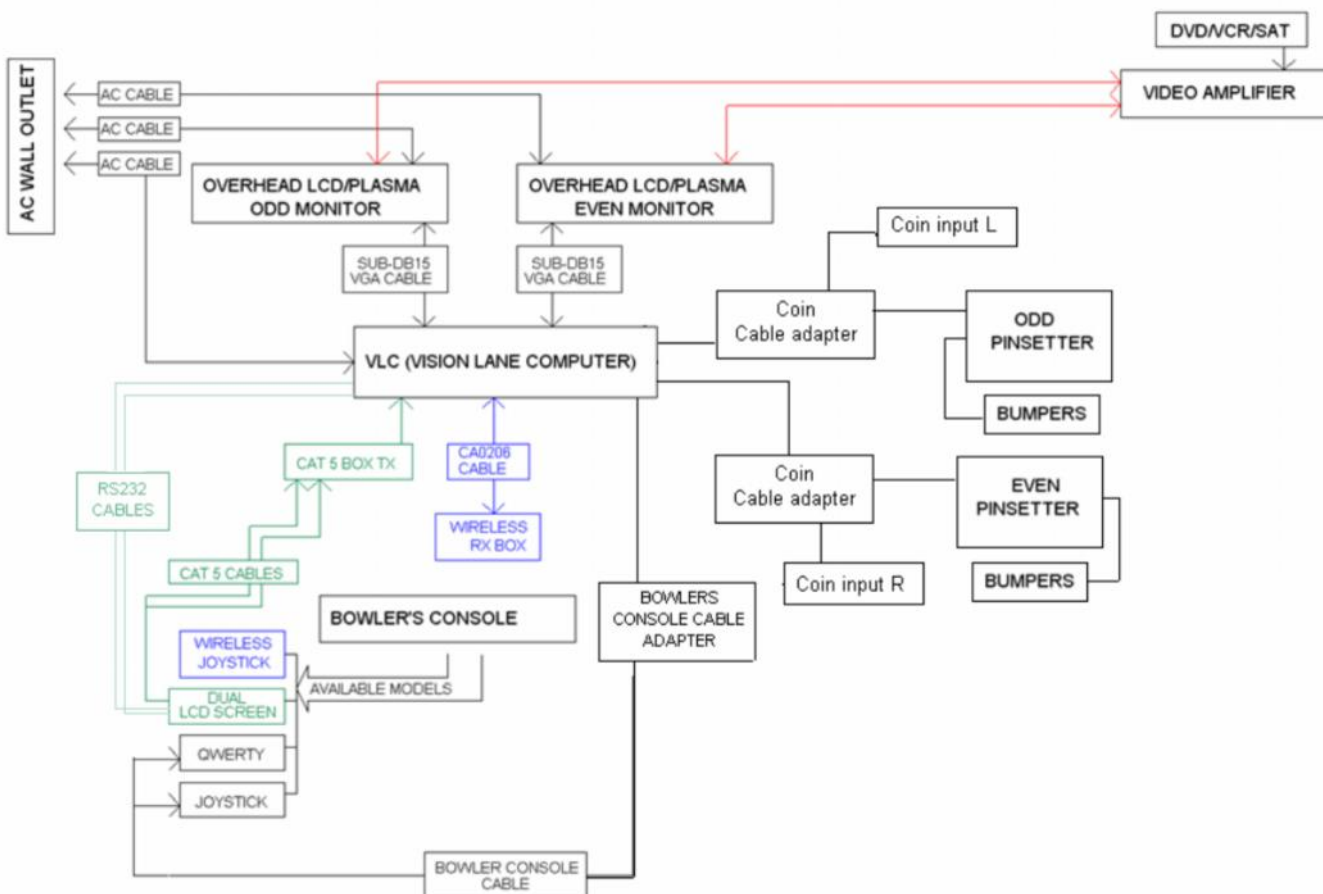 DVD/VCR/SAT
VIDEO AMPLIFIER
AC WALL OUTLET
AC CABLE
AC CABLE
AC CABLE
OVERHEAD LCD/PLASMA
ODD MONITOR
OVERHEAD LCD/PLASMA
EVEN MONITOR
SUB-DB15
VGA CABLE
SUB-DB15
VGA CABLE
Coin input L
Coin
Cable adapter
ODD
PINSETTER
BUMPERS
VLC (VISION LANE COMPUTER)
CAT 5 BOX TX
CA0206
CABLE
RS232
CABLES
WIRELESS
RX BOX
Coin
Cable adapter
EVEN
PINSETTER
BUMPERS
Coin input R
CAT 5 CABLES
BOWLER'S CONSOLE
BOWLERS
CONSOLE CABLE
ADAPTER
WIRELESS
JOYSTICK
AVAILABLE MODELS
DUAL
LCD SCREEN
QWERTY
JOYSTICK
BOWLER CONSOLE
CABLE